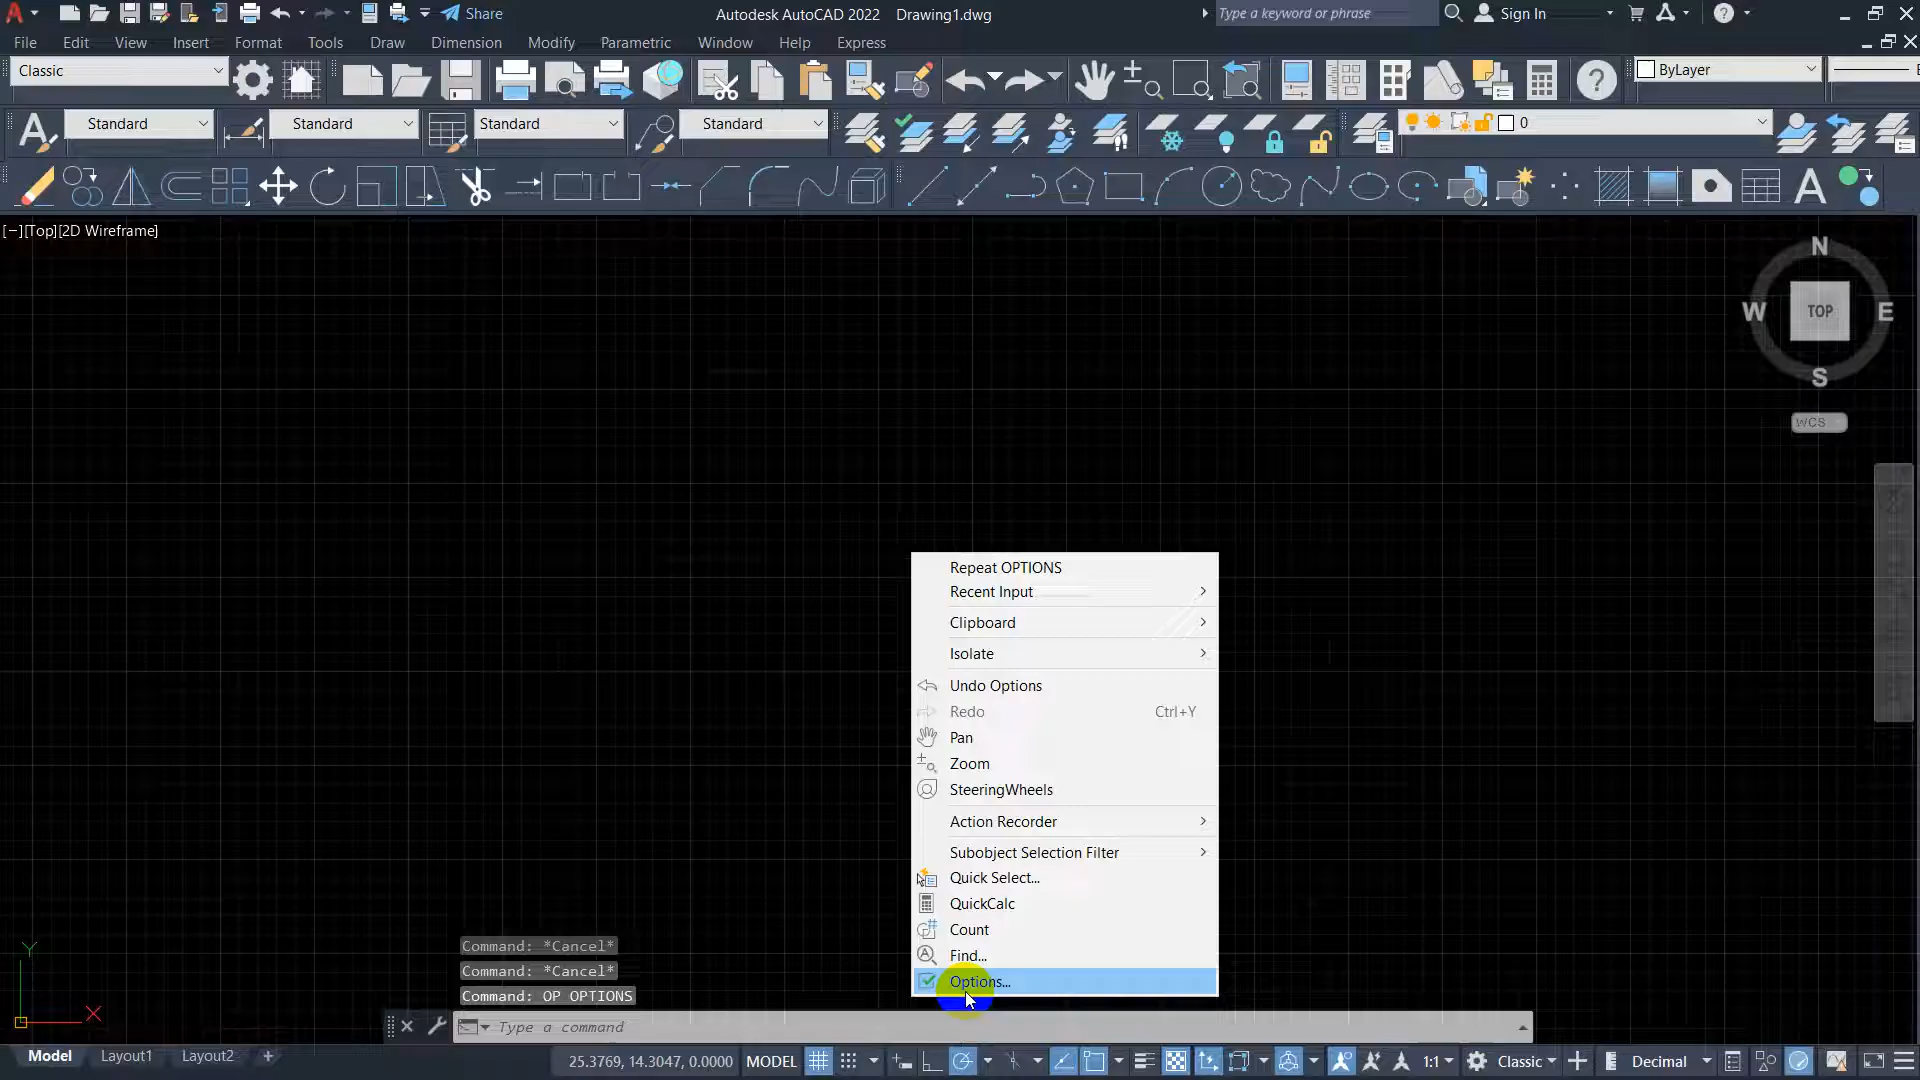 Share
Autodesk AutoCAD 2022 Drawing1.dwg
Type a keyword or phrase
Sign In
File Edit View Insert Format Tools Draw Dimension Modify Parametric Window Help Express
Classic
ByLayer
Standard Standard Standard Standard
0
[−][Top][2D Wireframe]
N
W TOP E
S
WCS
Repeat OPTIONS
Recent Input
Clipboard
Isolate
Undo Options
Redo Ctrl+Y
Pan
Zoom
SteeringWheels
Action Recorder
Subobject Selection Filter
Quick Select...
QuickCalc
Count
Find...
Options...
Command: *Cancel*
Command: *Cancel*
Command: OP OPTIONS
Y
X
Type a command
Model Layout1 Layout2 +
25.3769, 14.3047, 0.0000 MODEL 1:1 Classic Decimal